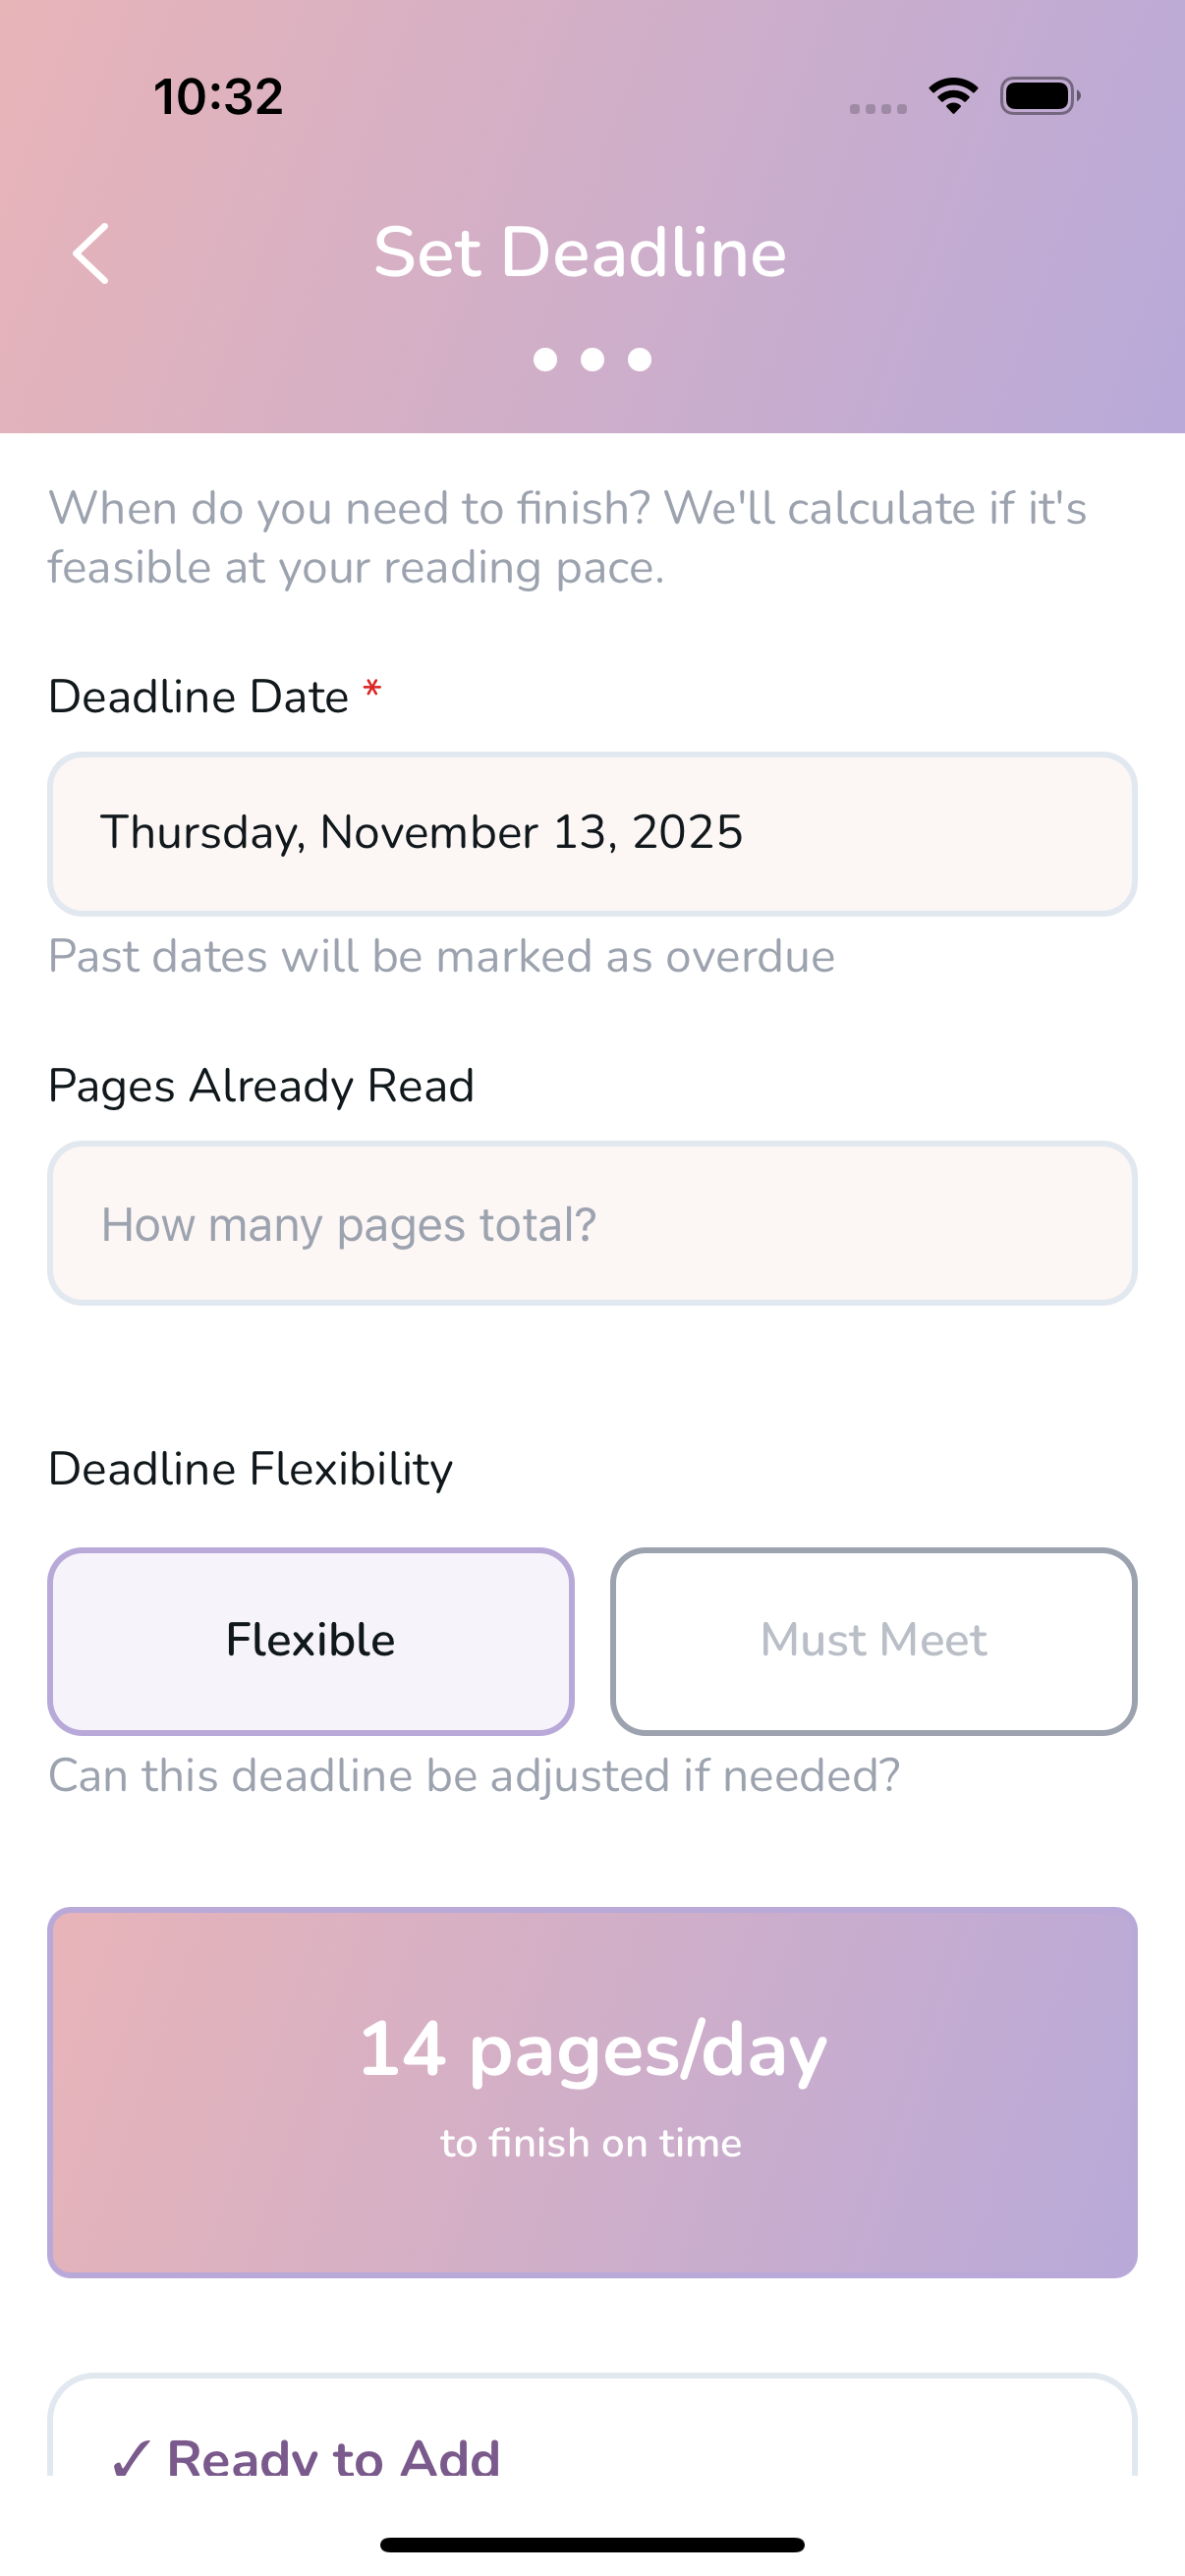 10:32
Set Deadline
When do you need to finish? We'll calculate if it's
feasible at your reading pace.
Deadline Date *
Thursday, November 13, 2025
Past dates will be marked as overdue
Pages Already Read
How many pages total?
Deadline Flexibility
Flexible
Must Meet
Can this deadline be adjusted if needed?
14 pages/day
to finish on time
✓ Ready to Add